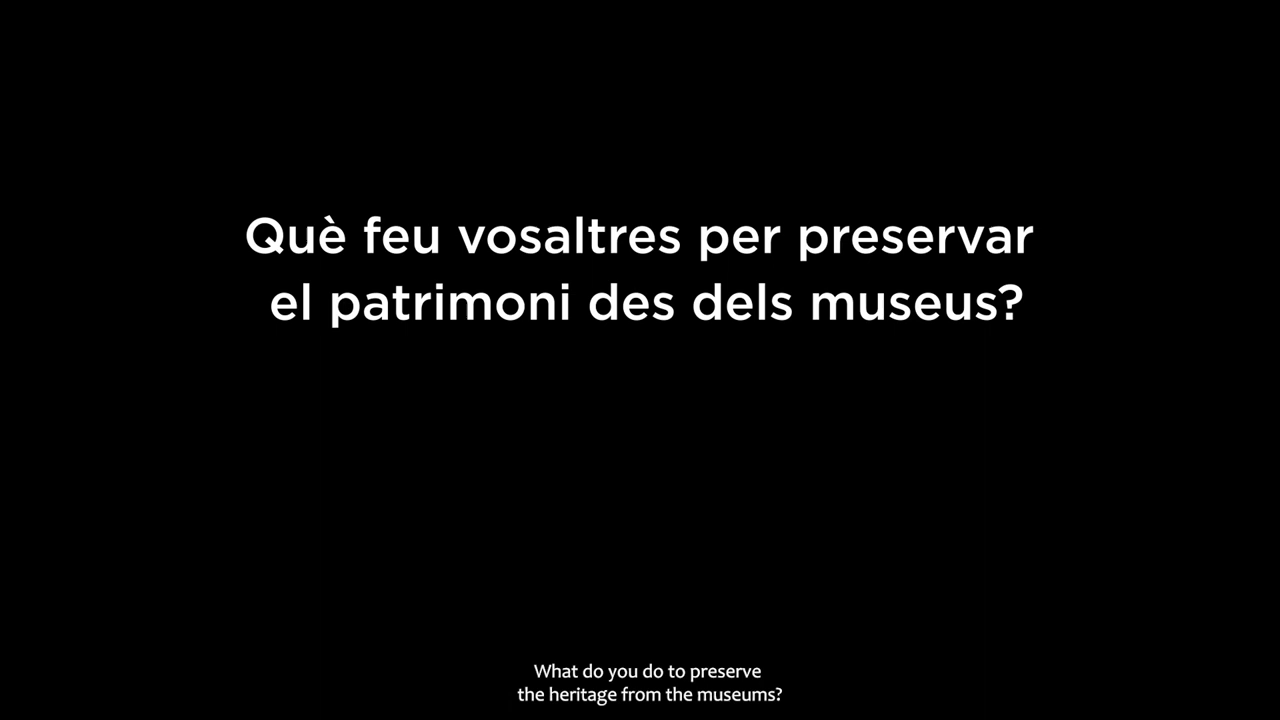 Què feu vosaltres per preservar
el patrimoni des dels museus?
What do you do to preserve
the heritage from the museums?